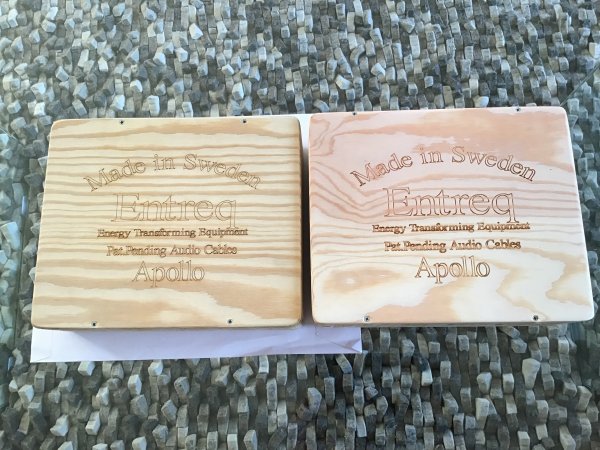 Made in Sweden
Entreq
Energy Transforming Equipment
Pat.Pending Audio Cables
Apollo
Made in Sweden
Entreq
Energy Transforming Equipment
Pat.Pending Audio Cables
Apollo